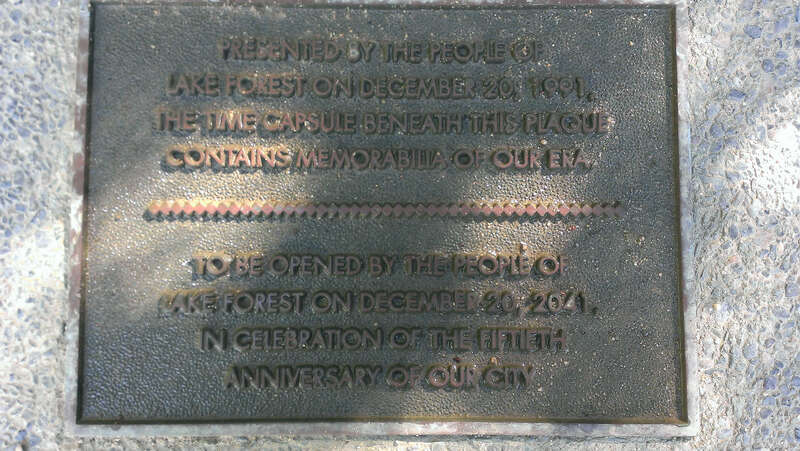 PRESENTED BY THE PEOPLE OF
LAKE FOREST ON DECEMBER 20, 1991.
THE TIME CAPSULE BENEATH THIS PLAQUE
CONTAINS MEMORABILIA OF OUR ERA.
TO BE OPENED BY THE PEOPLE OF
LAKE FOREST ON DECEMBER 20, 2041,
IN CELEBRATION OF THE FIFTIETH
ANNIVERSARY OF OUR CITY